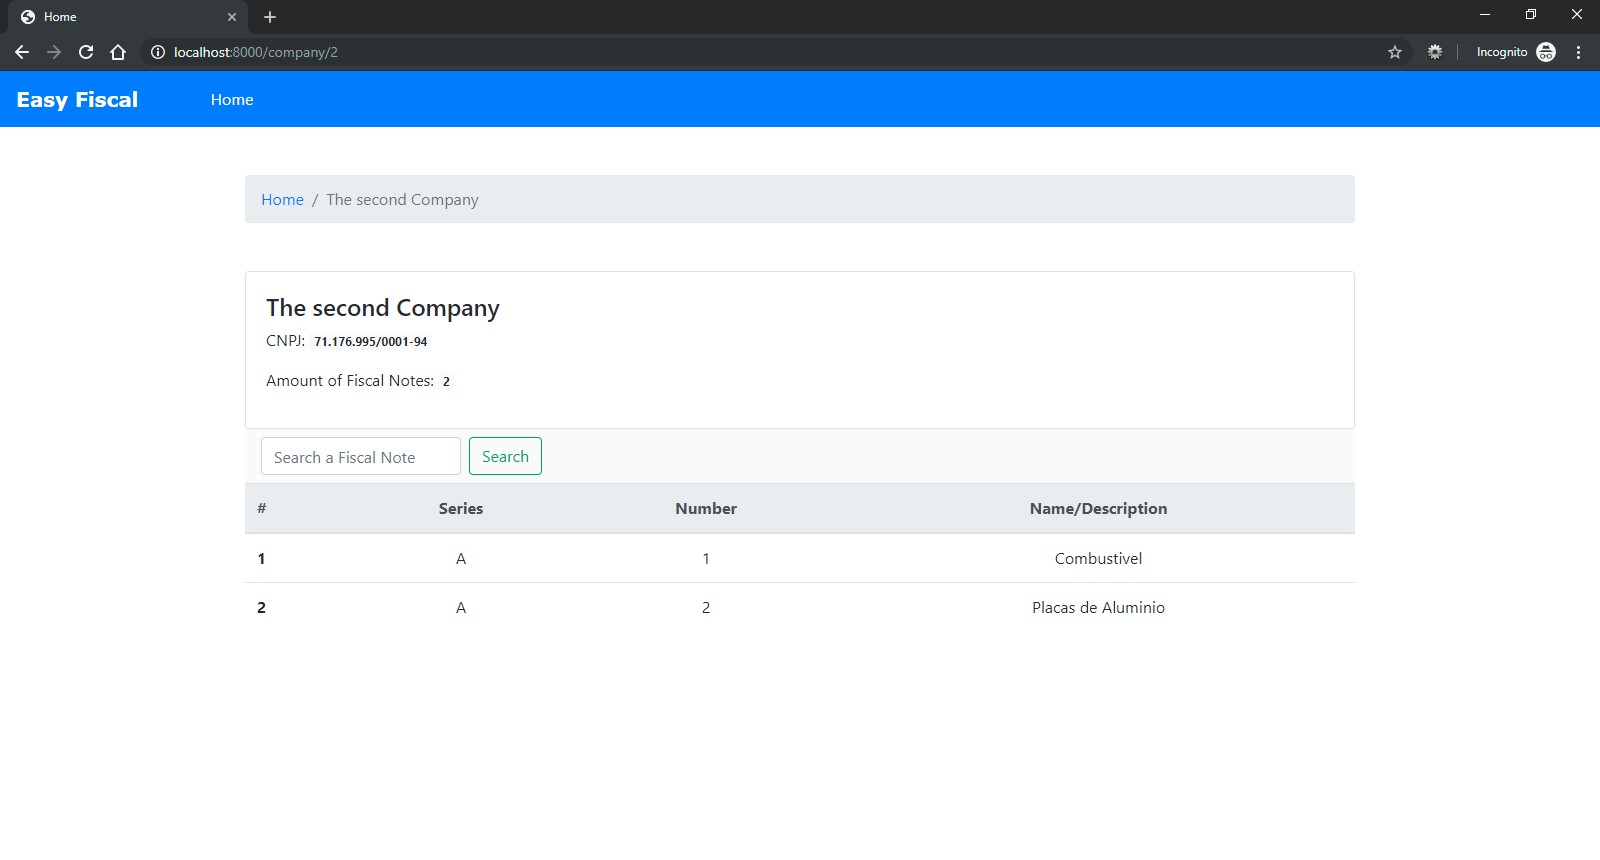 Home
localhost:8000/company/2
Incognito
Easy Fiscal Home
Home / The second Company
The second Company
CNPJ: 71.176.995/0001-94
Amount of Fiscal Notes: 2
Search a Fiscal Note Search
# Series Number Name/Description
1 A 1 Combustivel
2 A 2 Placas de Aluminio